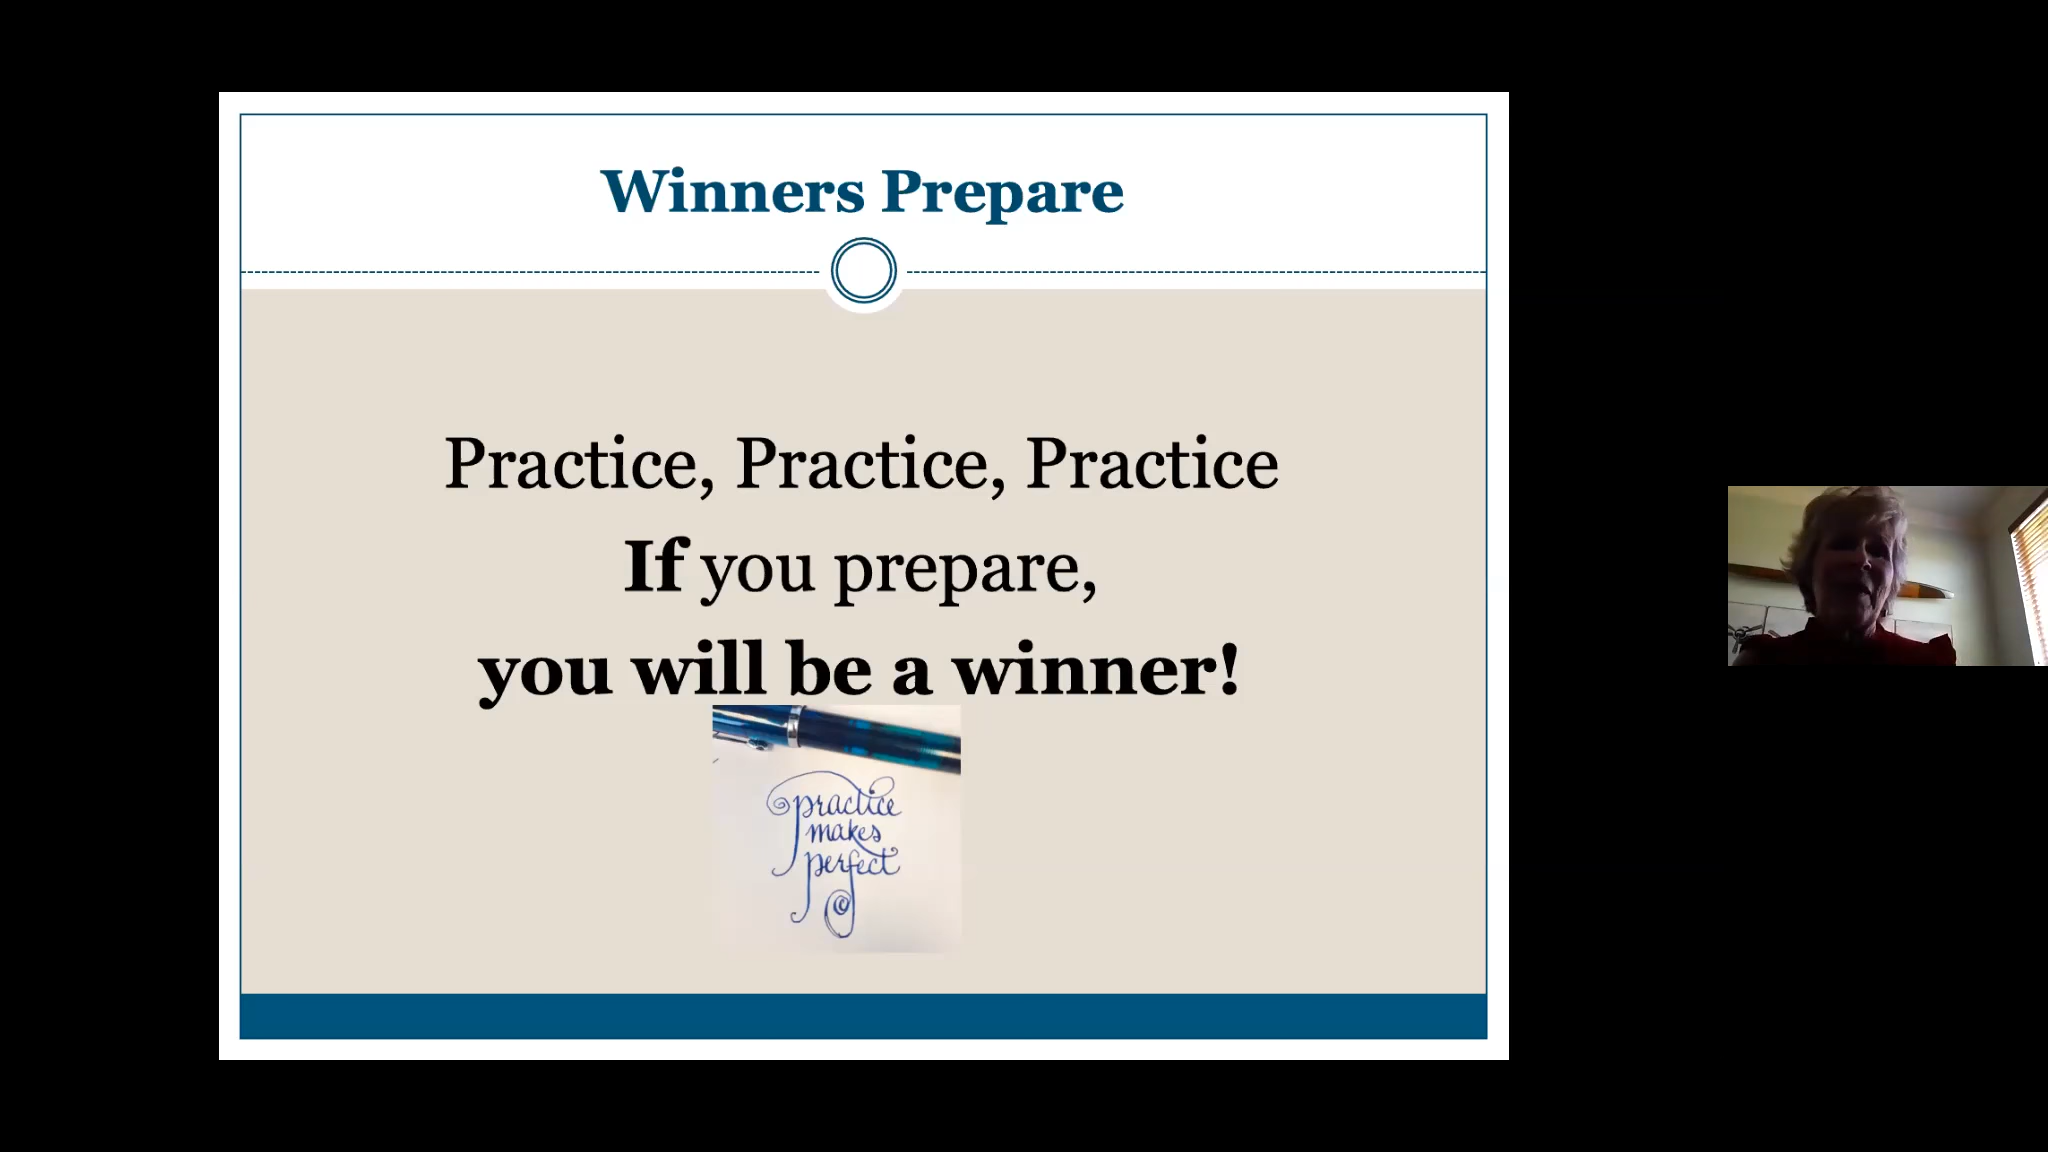 Winners Prepare
Practice, Practice, Practice
If you prepare,
you will be a winner!
practice
makes
perfect